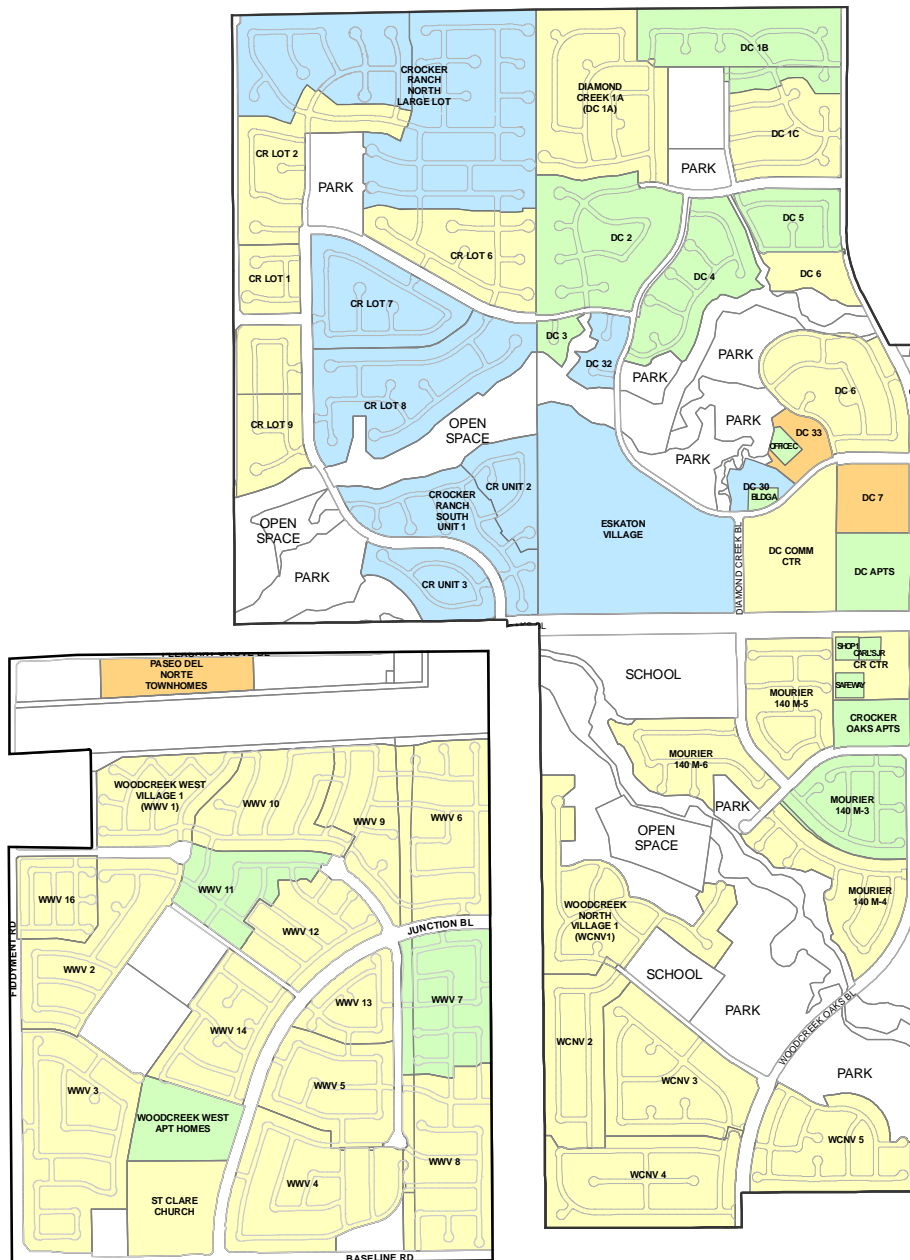 DC 1B
CROCKER
RANCH
NORTH
LARGE LOT
DIAMOND
CREEK 1A
(DC 1A)
DC 1C
CR LOT 2
PARK
PARK
DC 5
DC 2
CR LOT 6
DC 4
DC 6
CR LOT 1
CR LOT 7
DC 3
DC 32
PARK
PARK
DC 6
CR LOT 8
CR LOT 9
OPEN
SPACE
PARK
DC 33
OFFICE C
PARK
CR UNIT 2
DC 30
BLDGA
DC 7
CROCKER
RANCH
SOUTH
UNIT 1
OPEN
SPACE
ESKATON
VILLAGE
DIAMOND CREEK BL
DC COMM
CTR
DC APTS
PARK
CR UNIT 3
PLEASANT GROVE BL
PASEO DEL
NORTE
TOWNHOMES
SCHOOL
MOURIER
140 M-5
SHOP1
CARL'S JR
CR CTR
SAFEWAY
CROCKER
OAKS APTS
MOURIER
140 M-6
WOODCREEK WEST
VILLAGE 1
(WWV 1)
WWV 10
WWV 9
WWV 6
PARK
MOURIER
140 M-3
OPEN
SPACE
WWV 11
WWV 16
WWV 12
JUNCTION BL
MOURIER
140 M-4
WOODCREEK
NORTH
VILLAGE 1
(WCNV1)
FIDDYMENT RD
WWV 2
SCHOOL
WWV 13
WWV 7
PARK
WOODCREEK OAKS BL
WWV 14
WCNV 2
WCNV 3
PARK
WWV 3
WWV 5
WOODCREEK WEST
APT HOMES
WCNV 5
WWV 8
WCNV 4
WWV 4
ST CLARE
CHURCH
BASELINE RD